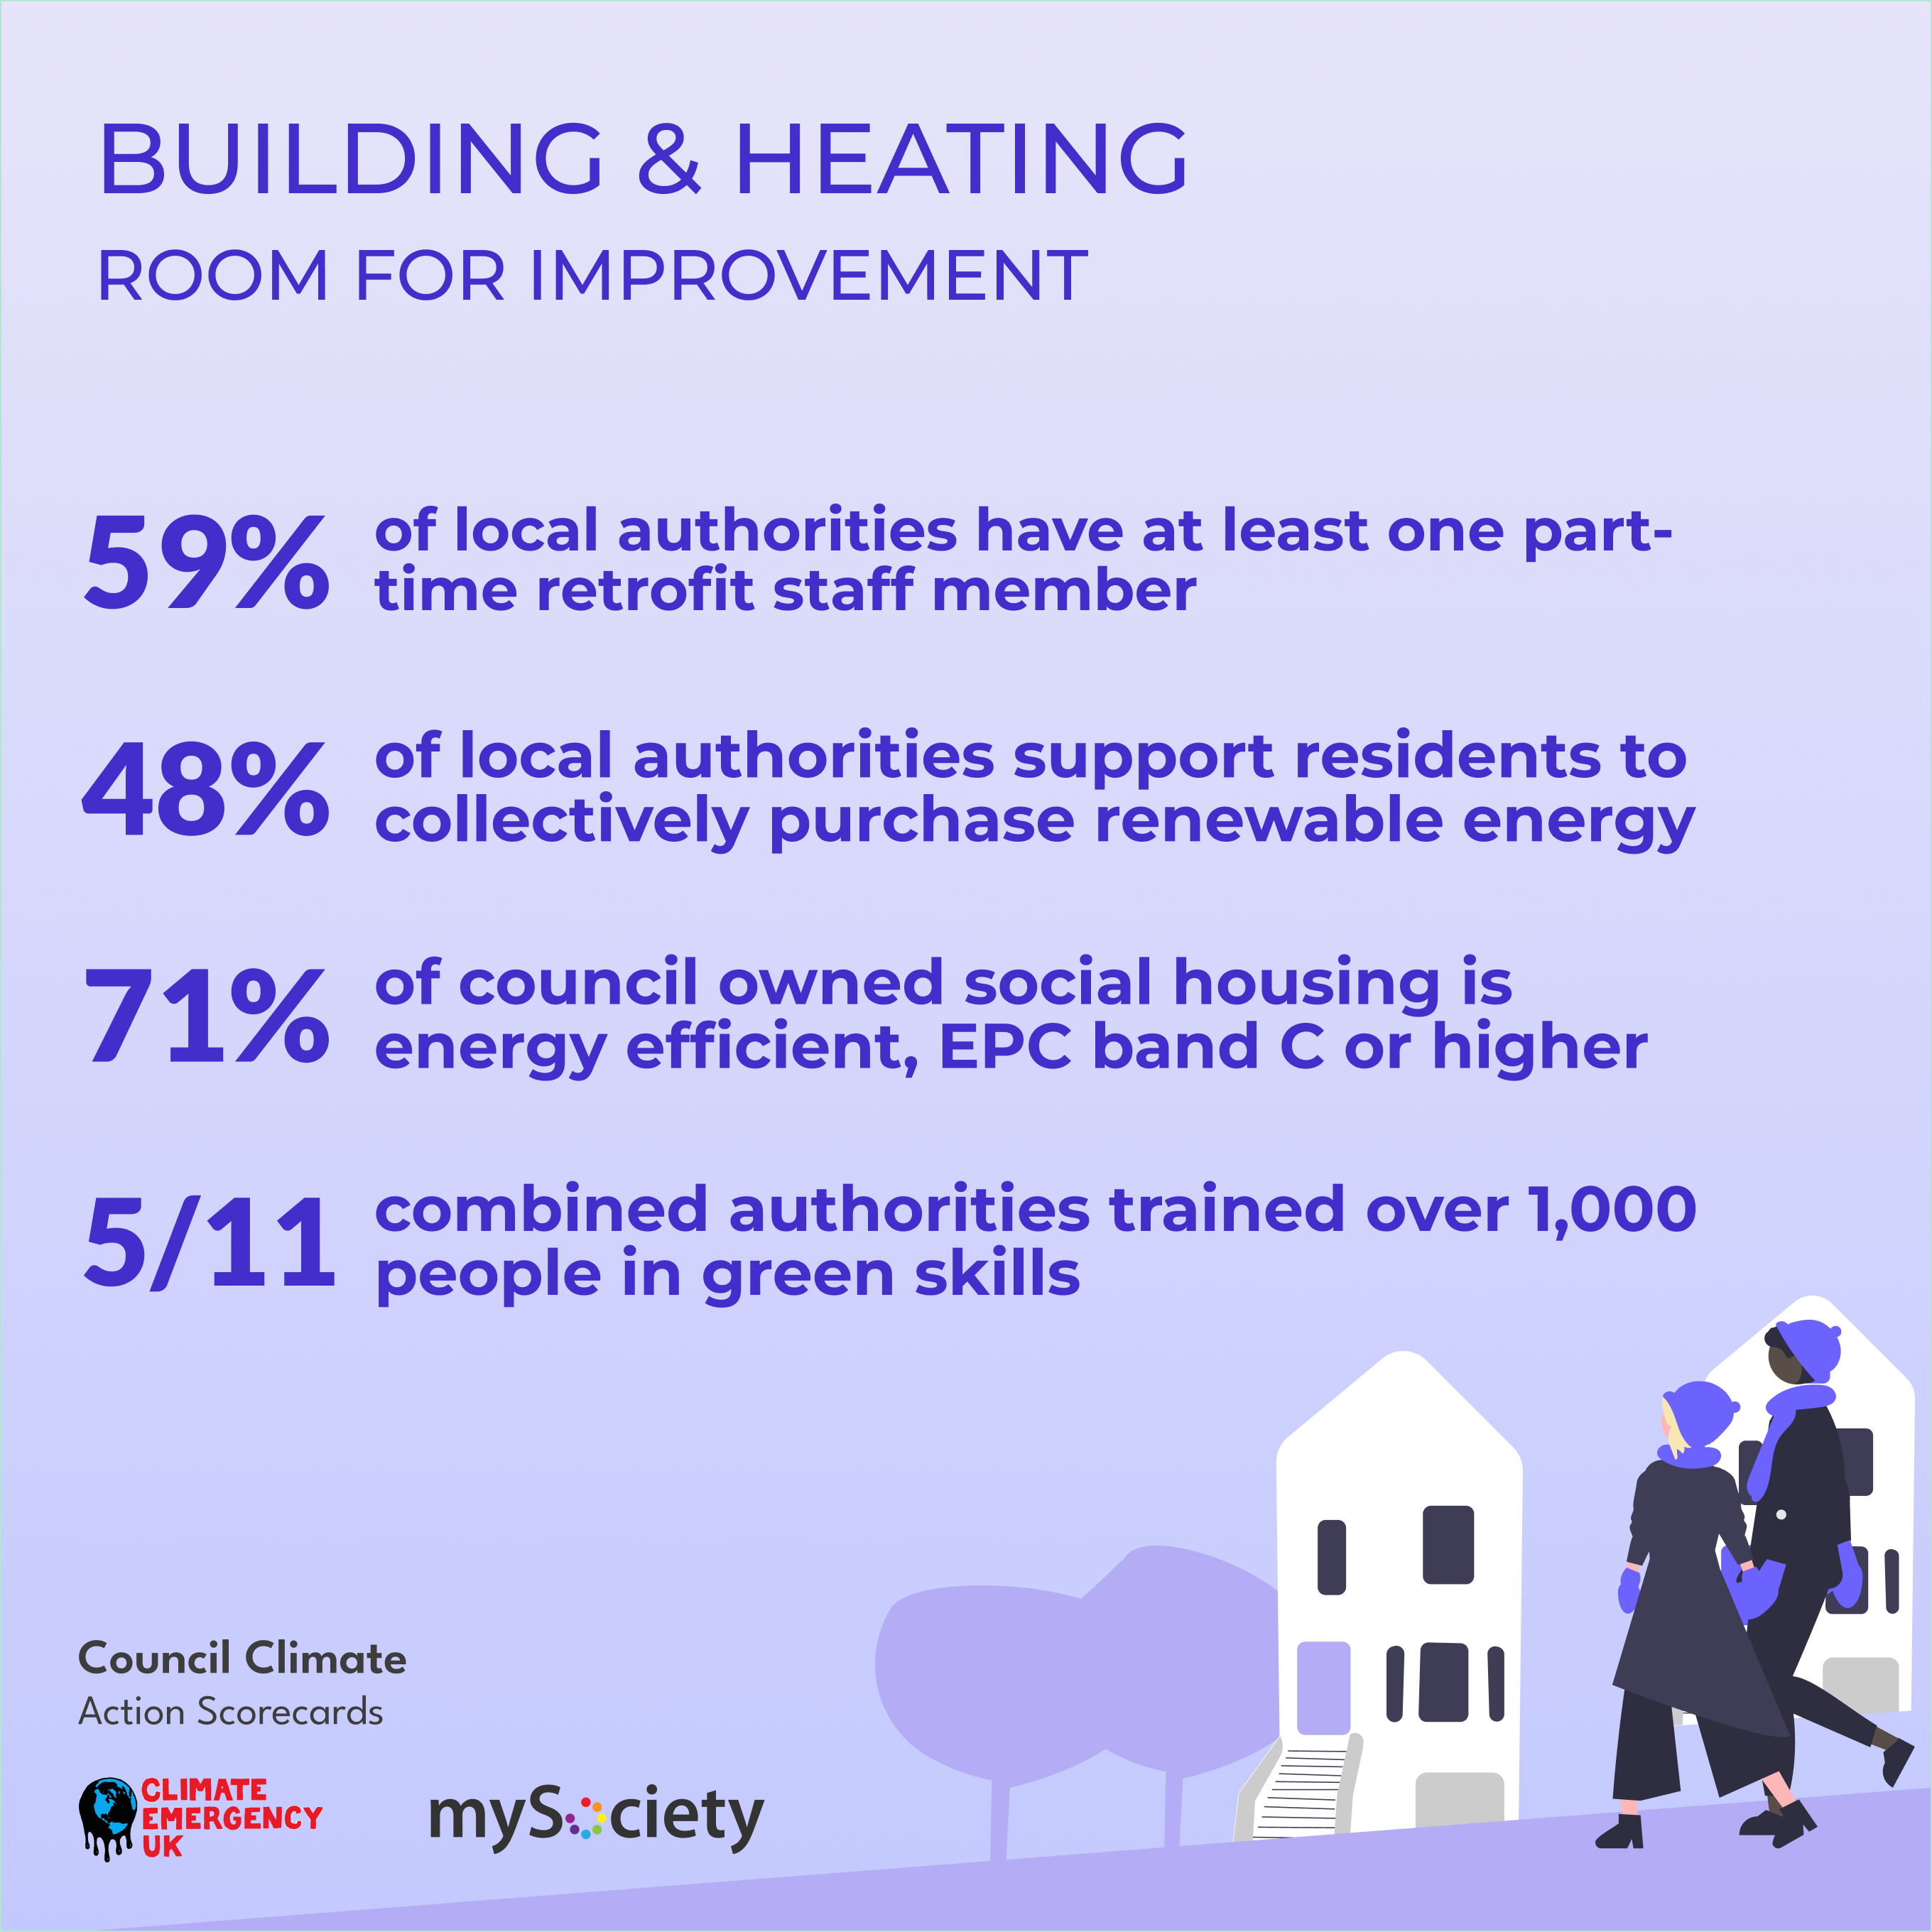 BUILDING & HEATING
ROOM FOR IMPROVEMENT
59% of local authorities have at least one part-
time retrofit staff member
48% of local authorities support residents to
collectively purchase renewable energy
71% of council owned social housing is
energy efficient, EPC band C or higher
5/11 combined authorities trained over 1,000
people in green skills
Council Climate
Action Scorecards
CLIMATE
EMERGENCY
UK
mySociety